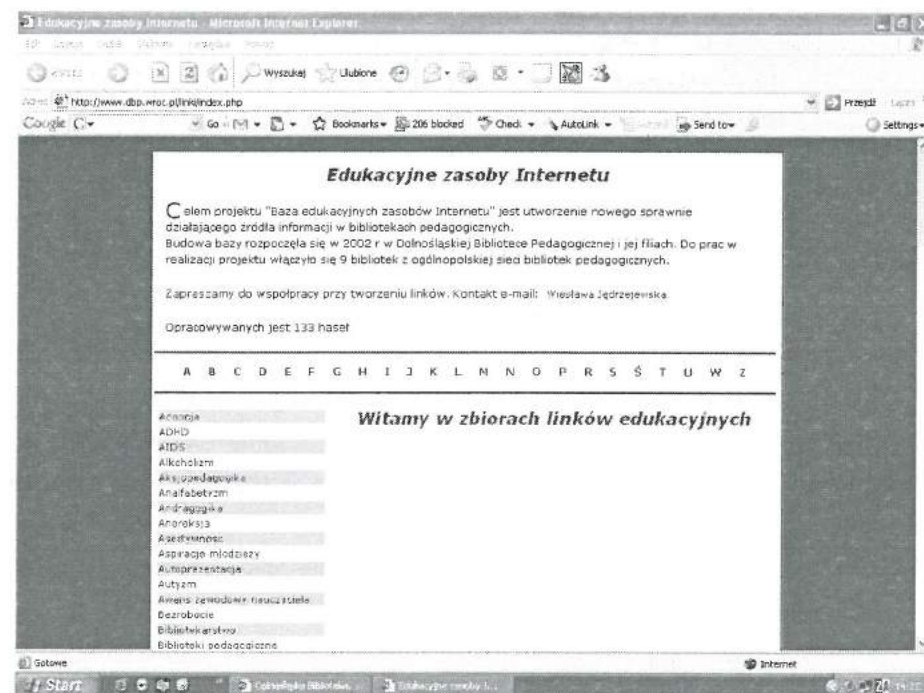 Edukacyjne zasoby Internetu - Microsoft Internet Explorer
Wyszukaj Ulubione
http://www.dbp.wroc.pl/linki/index.php Przejdź
Google Go Bookmarks 206 blocked Check AutoLink Send to Settings
Edukacyjne zasoby Internetu
Celem projektu "Baza edukacyjnych zasobów Internetu" jest utworzenie nowego sprawnie
działającego źródła informacji w bibliotekach pedagogicznych.
Budowa bazy rozpoczęła się w 2002 r w Dolnośląskiej Bibliotece Pedagogicznej i jej filiach. Do prac w
realizacji projektu włączyło się 9 bibliotek z ogólnopolskiej sieci bibliotek pedagogicznych.
Zapraszamy do współpracy przy tworzeniu linków. Kontakt e-mail: Wiesława Jędrzejewska
Opracowywanych jest 133 haseł
A B C D E F G H I J K L M N O P R S Ś T U W Z
Witamy w zbiorach linków edukacyjnych
Adopcja
ADHD
AIDS
Alkoholizm
Aksjopedagogika
Analfabetyzm
Andragogika
Anoreksja
Asertywność
Aspiracje młodzieży
Autoprezentacja
Autyzm
Awans zawodowy nauczyciela
Bezrobocie
Bibliotekarstwo
Biblioteki pedagogiczne
Gotowe Internet
Start